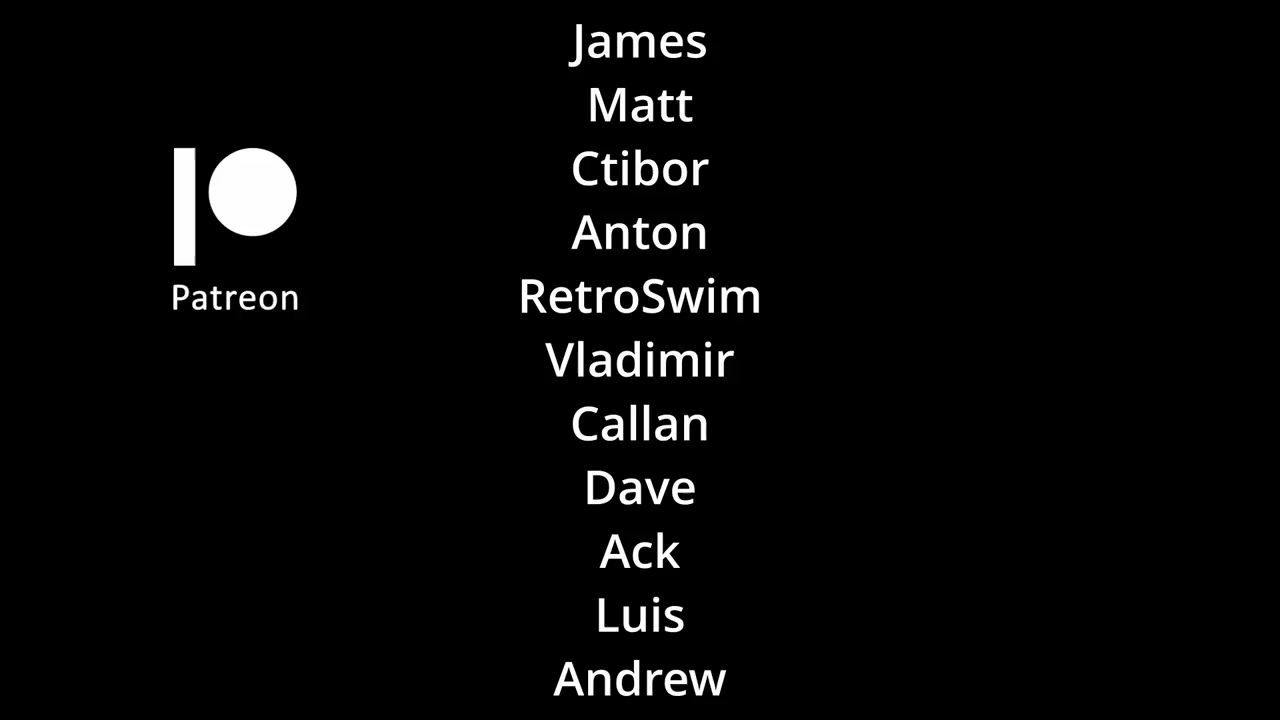 Patreon
James
Matt
Ctibor
Anton
RetroSwim
Vladimir
Callan
Dave
Ack
Luis
Andrew